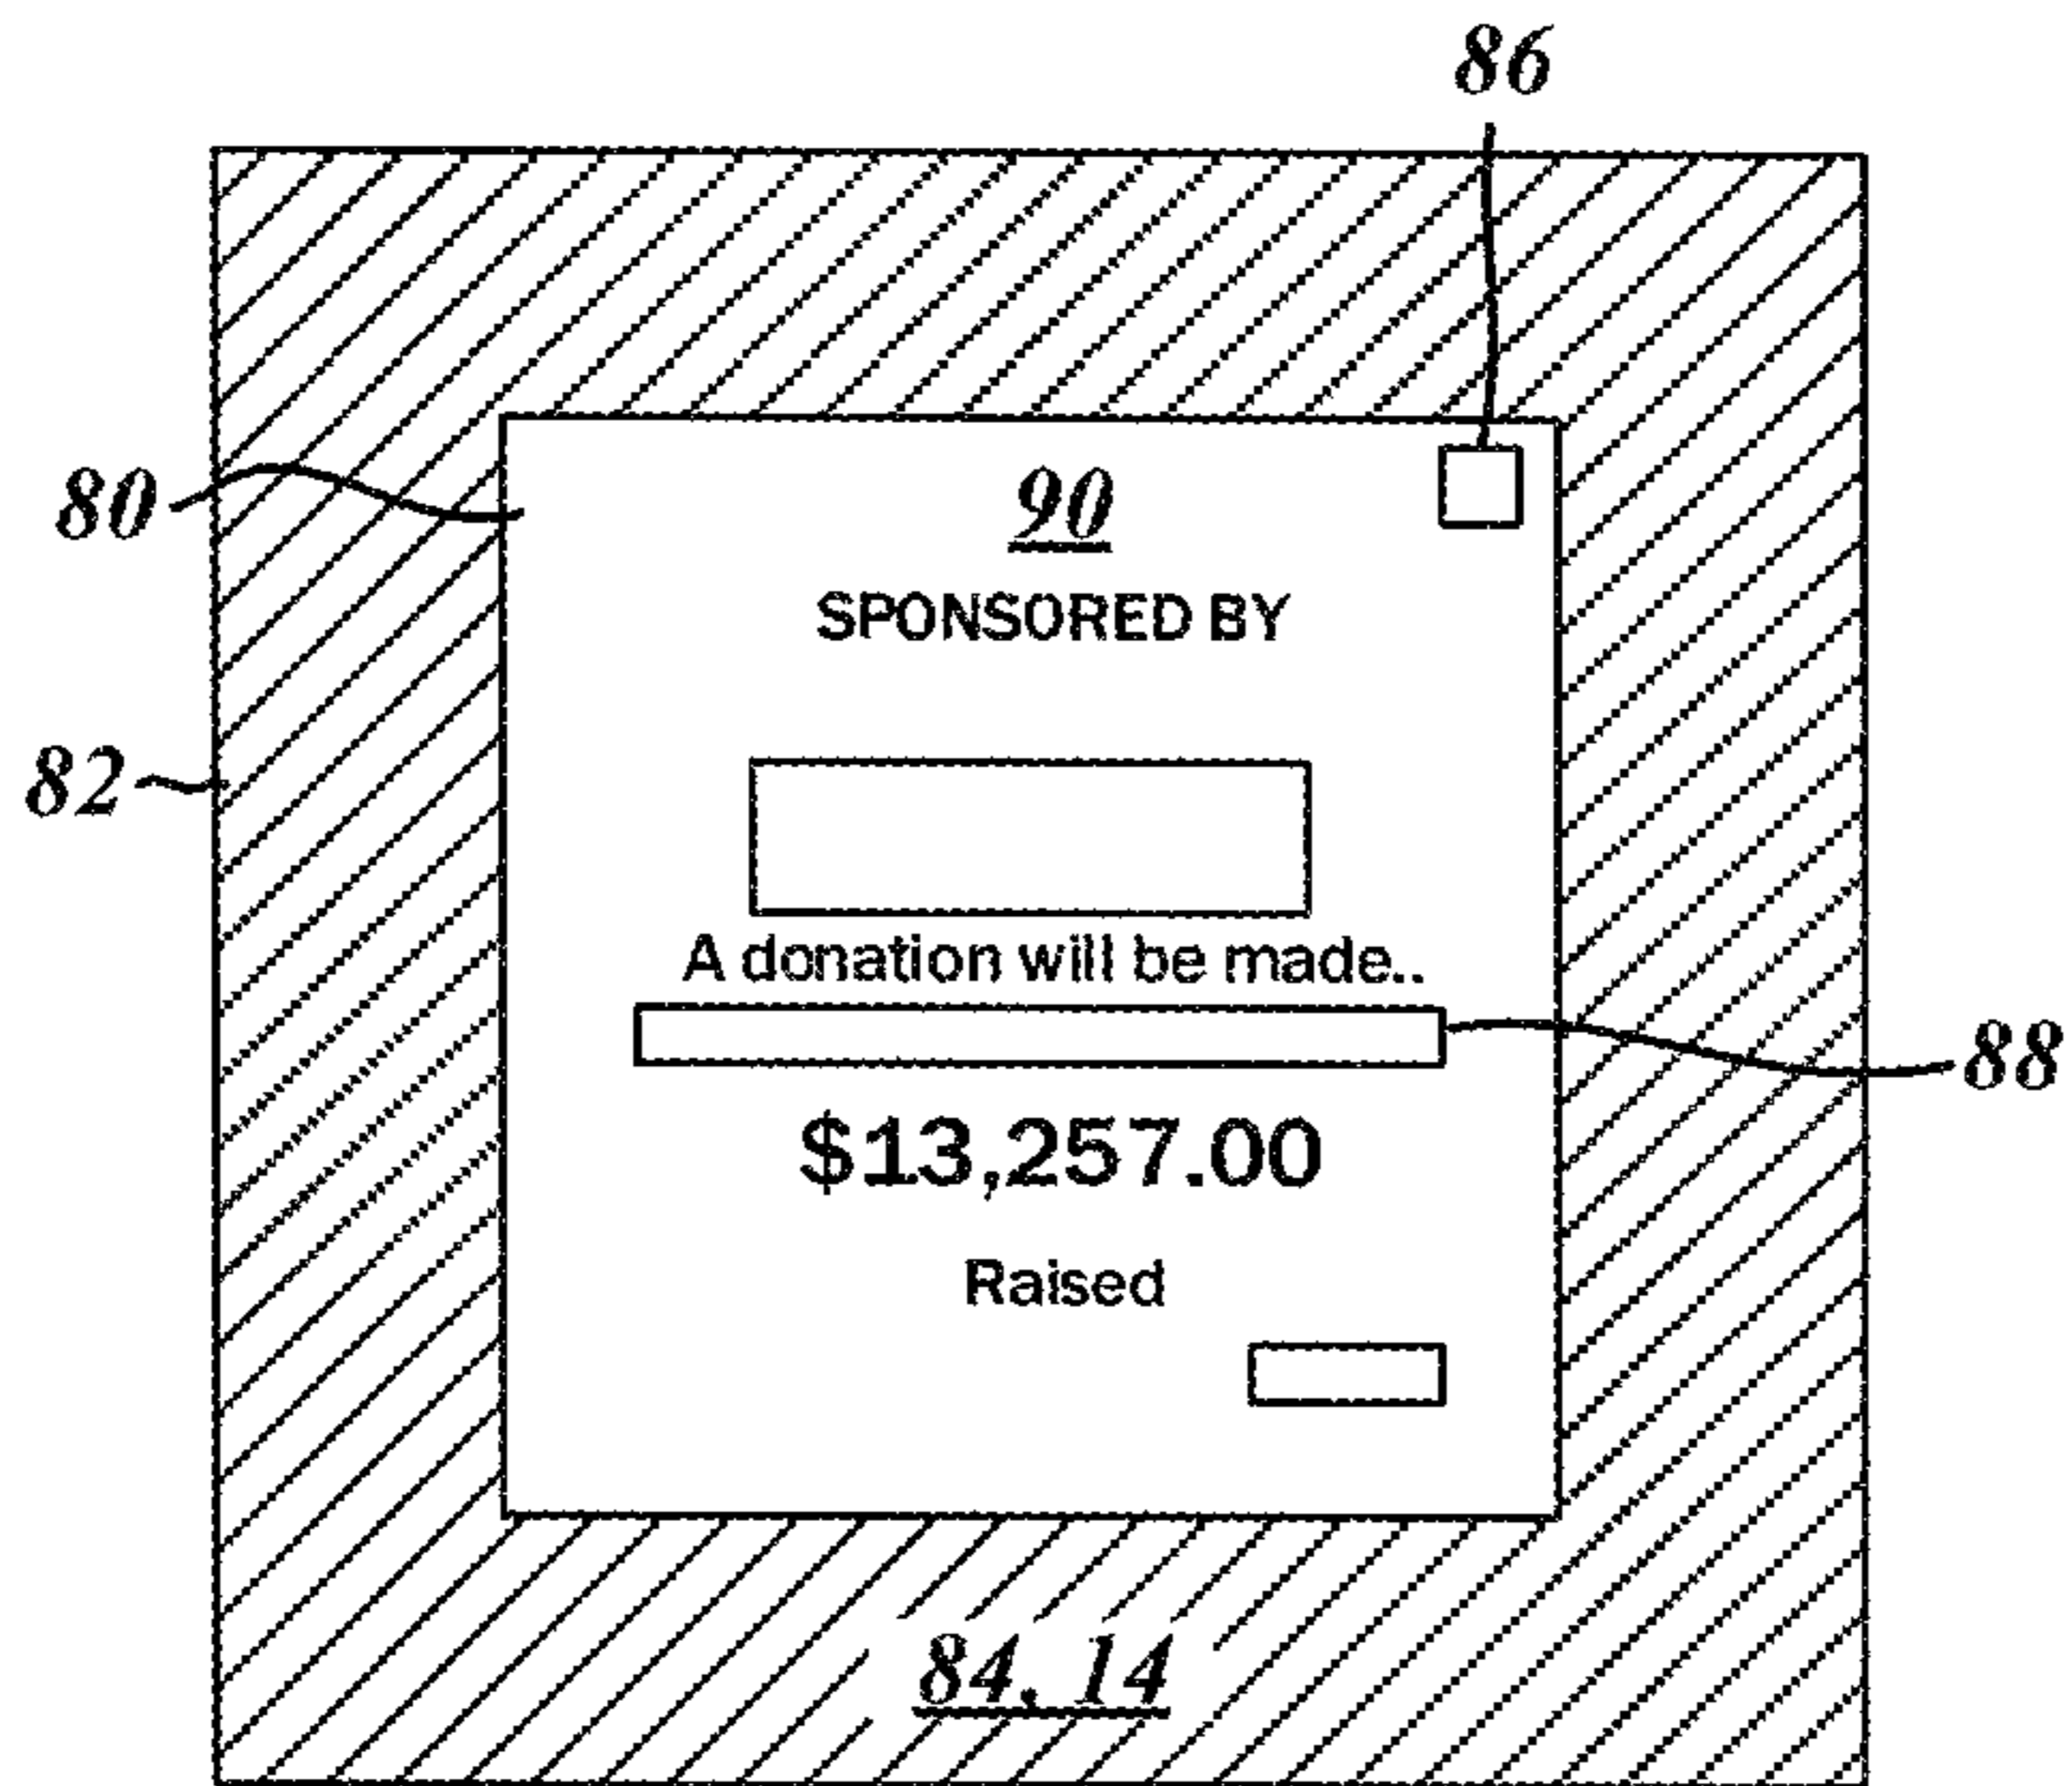 86
80
90
SPONSORED BY
82
A donation will be made..
88
$13,257.00
Raised
84, 14